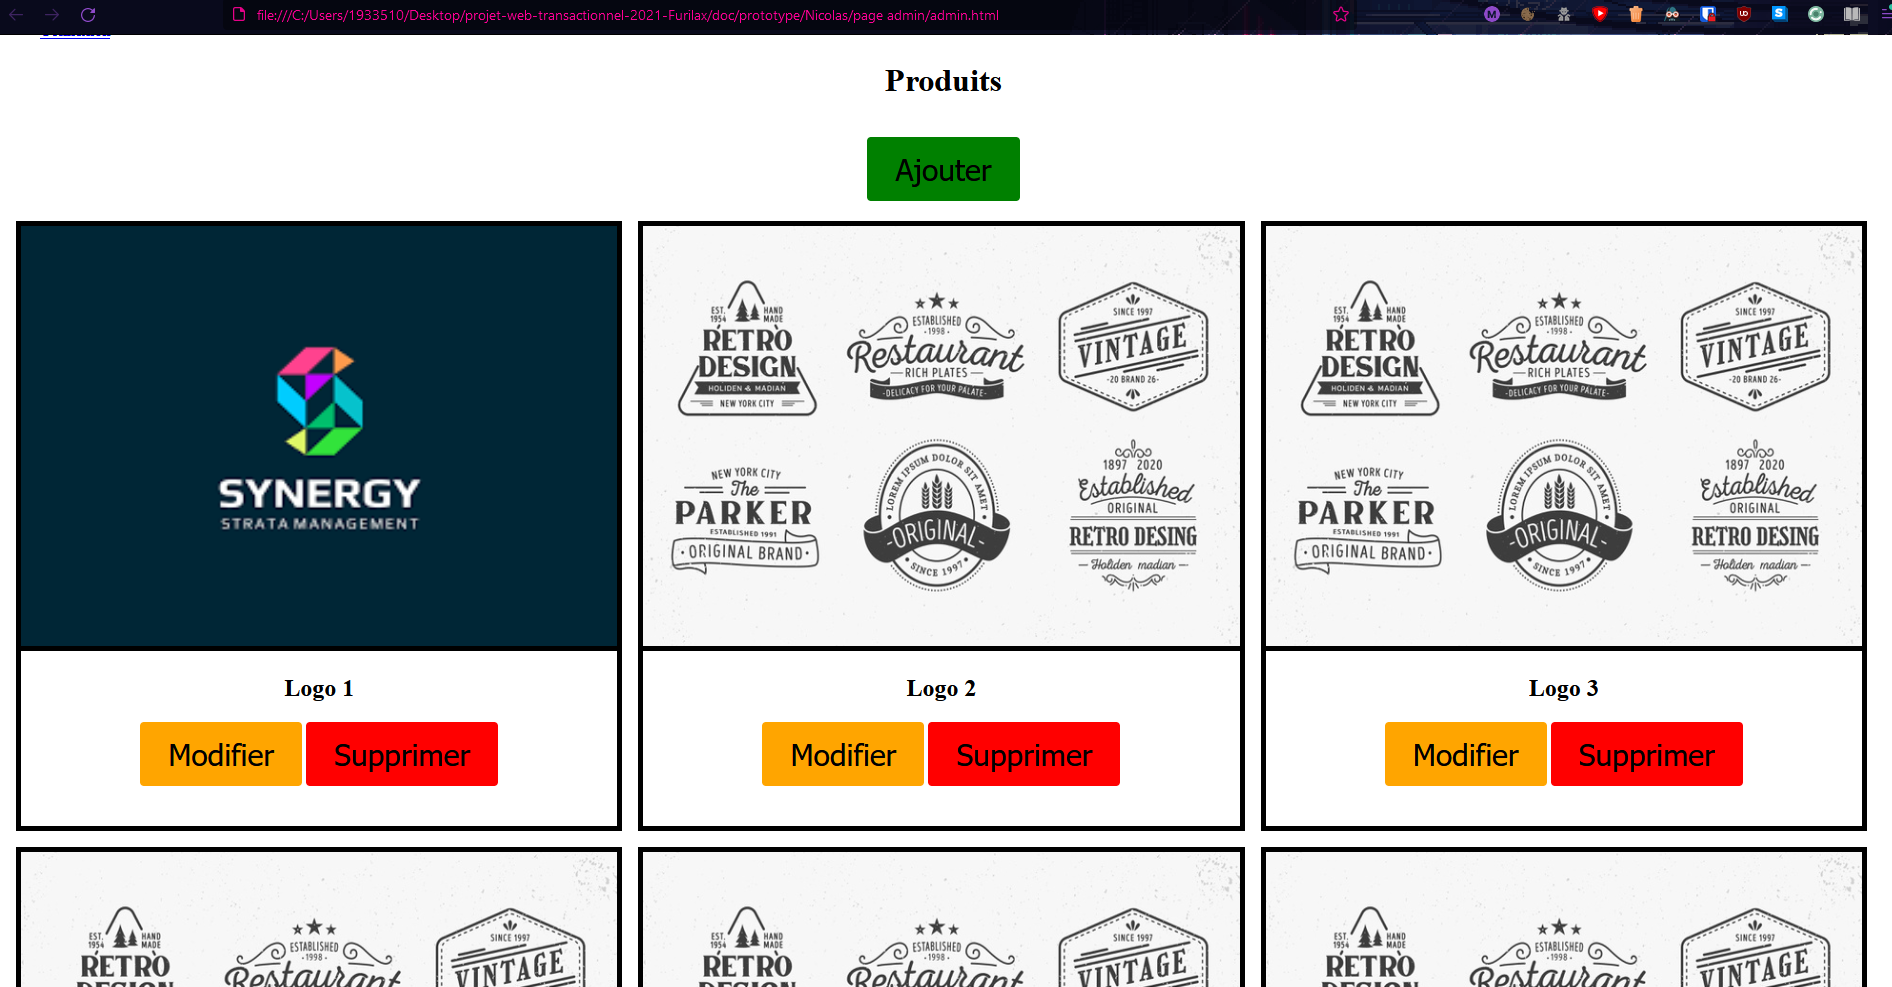 file:///C:/Users/1933510/Desktop/projet-web-transactionnel-2021-Furilax/doc/prototype/Nicolas/page admin/admin.html
Produits
Ajouter
SYNERGY
STRATA MANAGEMENT
EST. 1954 HAND MADE
RETRO
DESIGN
HOLIDEN & MADIAN
NEW YORK CITY
ESTABLISHED
-1998-
Restaurant
RICH PLATES
-DELICACY FOR YOUR PALATE-
SINCE 1997
VINTAGE
-20 BRAND 26-
NEW YORK CITY
The
PARKER
ESTABLISHED 1991
· ORIGINAL BRAND ·
· LOREM IPSUM DOLOR SIT AMET ·
-ORIGINAL-
· SINCE 1997 ·
1897 2020
Established
ORIGINAL
RETRO DESING
— Holiden madian —
EST. 1954 HAND MADE
RETRO
DESIGN
HOLIDEN & MADIAN
NEW YORK CITY
ESTABLISHED
-1998-
Restaurant
RICH PLATES
-DELICACY FOR YOUR PALATE-
SINCE 1997
VINTAGE
-20 BRAND 26-
NEW YORK CITY
The
PARKER
ESTABLISHED 1991
· ORIGINAL BRAND ·
· LOREM IPSUM DOLOR SIT AMET ·
-ORIGINAL-
· SINCE 1997 ·
1897 2020
Established
ORIGINAL
RETRO DESING
— Holiden madian —
Logo 1
Logo 2
Logo 3
Modifier Supprimer
Modifier Supprimer
Modifier Supprimer
EST. 1954 HAND MADE
RETRO
DESIGN
ESTABLISHED
-1998-
Restaurant
SINCE 1997
VINTAGE
EST. 1954 HAND MADE
RETRO
DESIGN
ESTABLISHED
-1998-
Restaurant
SINCE 1997
VINTAGE
EST. 1954 HAND MADE
RETRO
DESIGN
ESTABLISHED
-1998-
Restaurant
SINCE 1997
VINTAGE